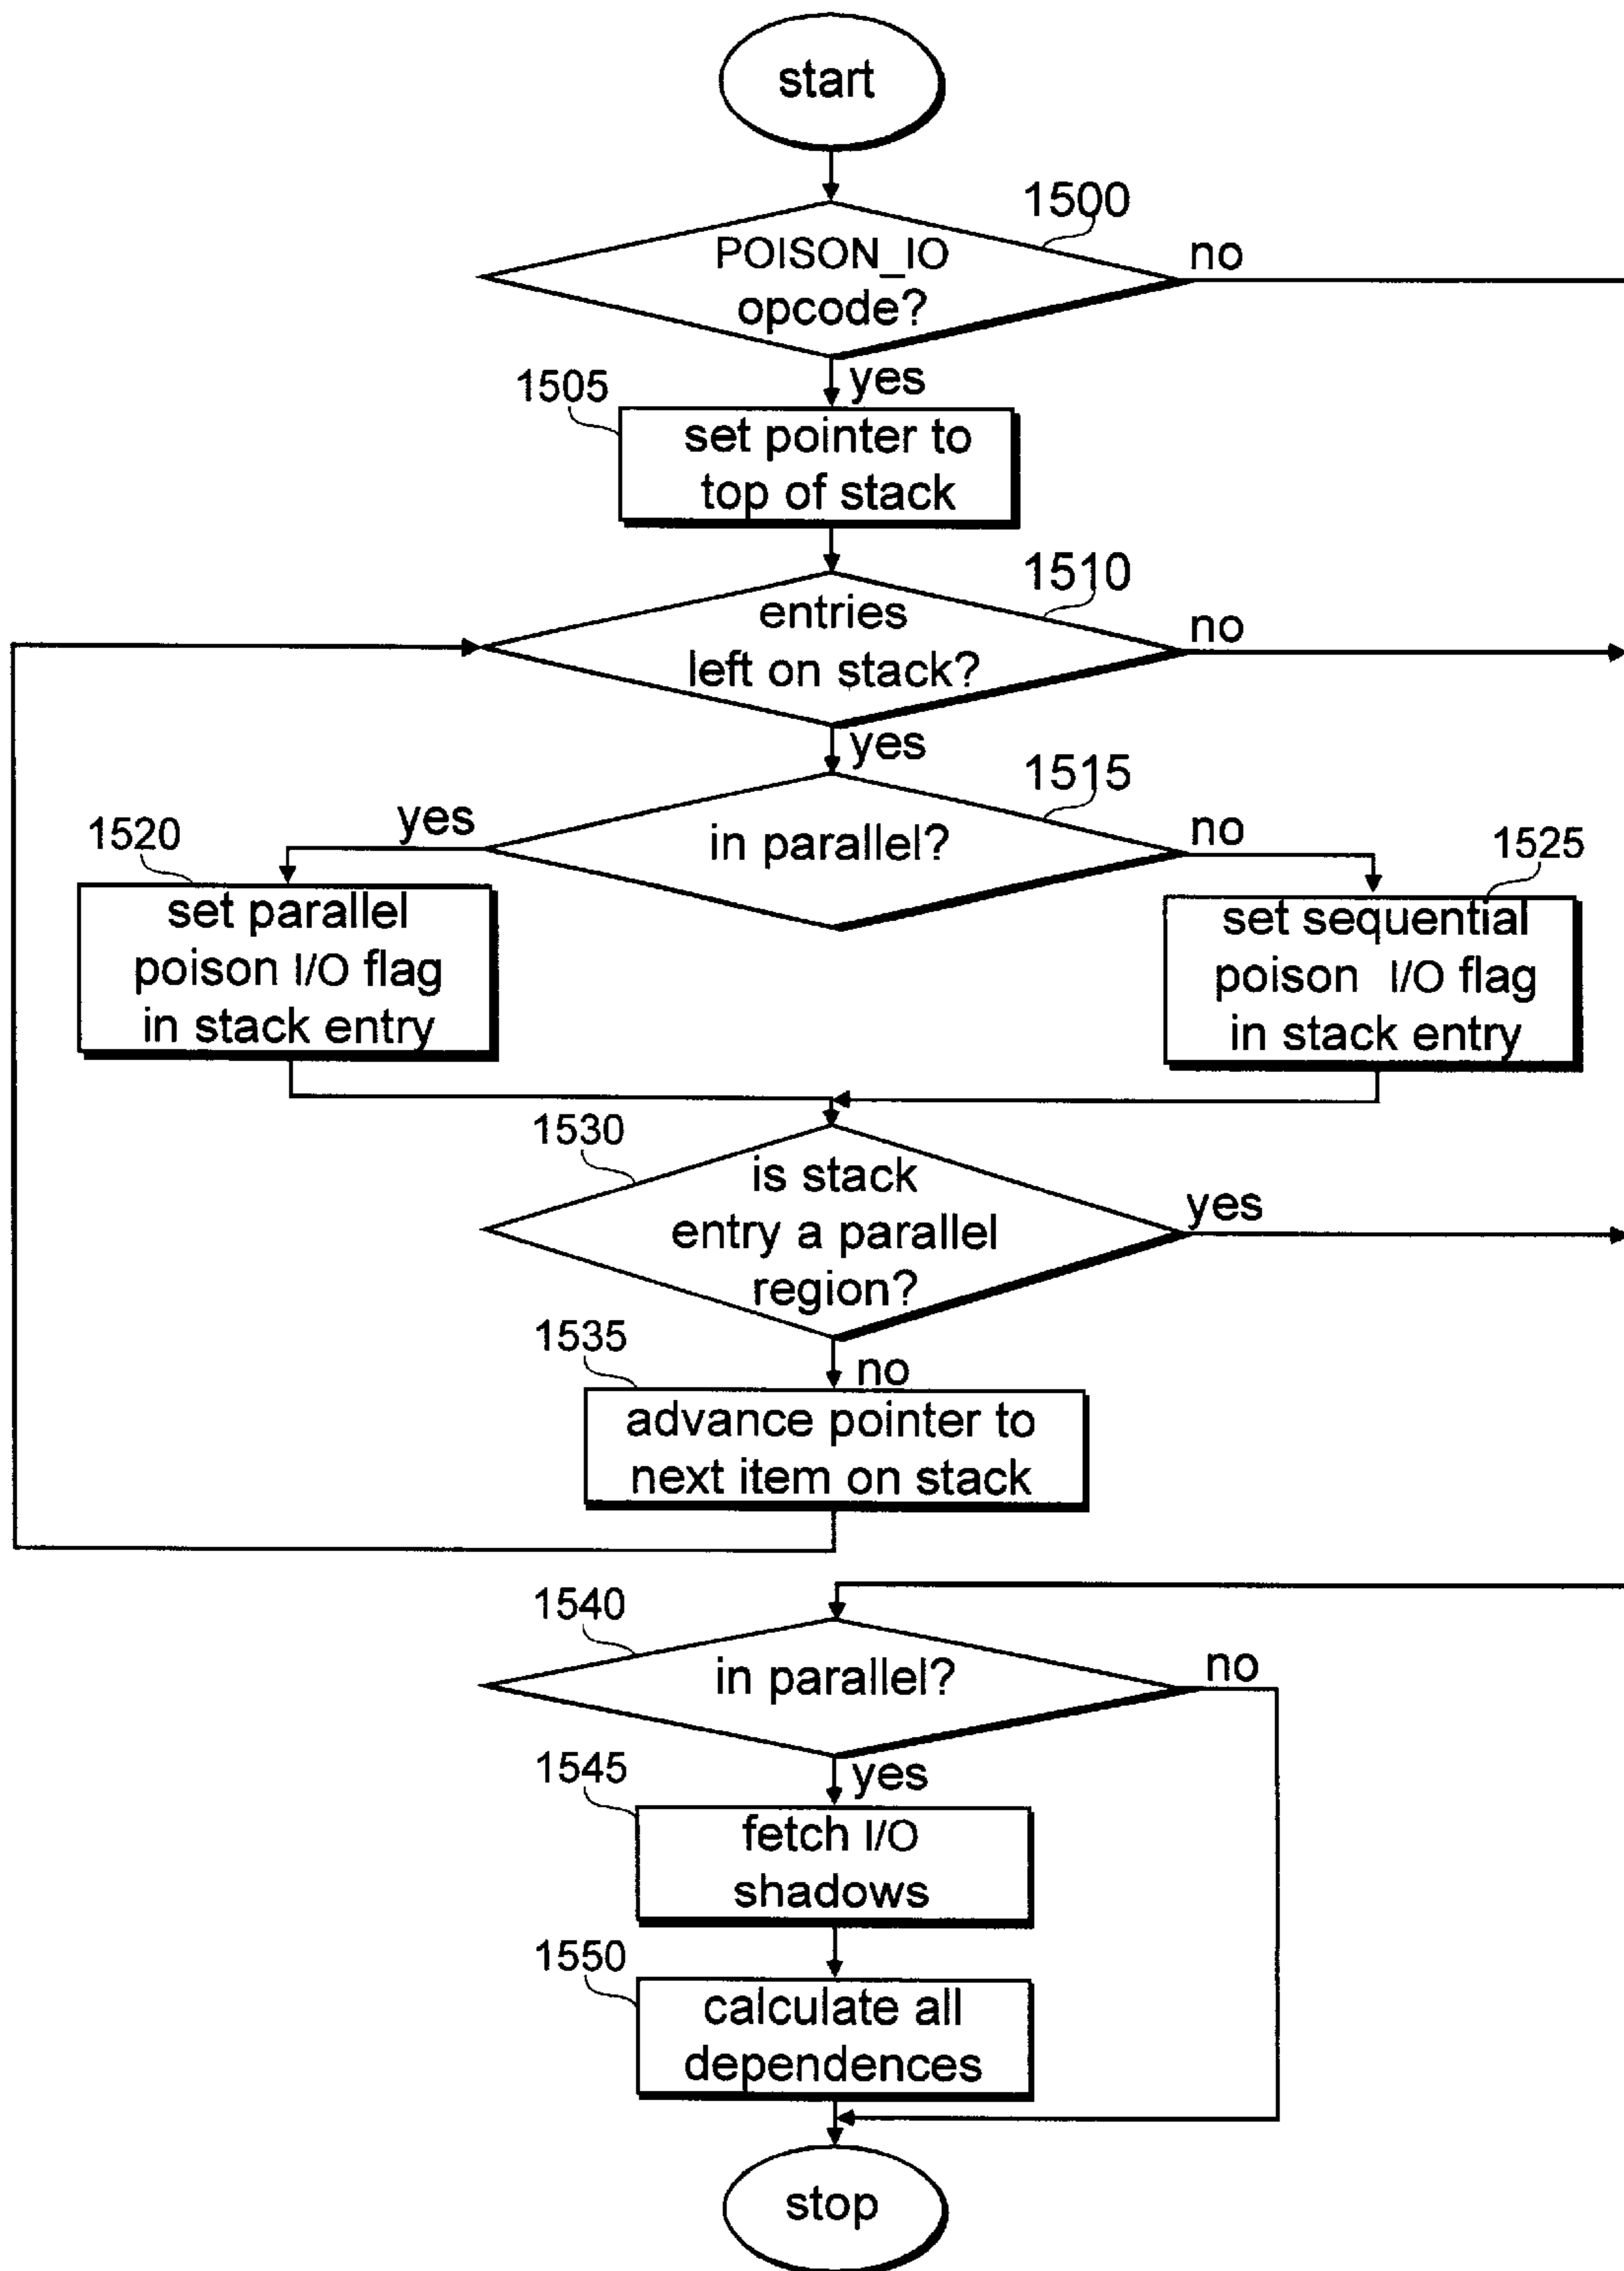 start
1500
POISON_IO
opcode?
no
yes
1505
set pointer to
top of stack
1510
entries
left on stack?
no
yes
1515
in parallel?
yes
no
1520
set parallel
poison I/O flag
in stack entry
1525
set sequential
poison I/O flag
in stack entry
1530
is stack
entry a parallel
region?
yes
no
1535
advance pointer to
next item on stack
1540
in parallel?
no
yes
1545
fetch I/O
shadows
1550
calculate all
dependences
stop